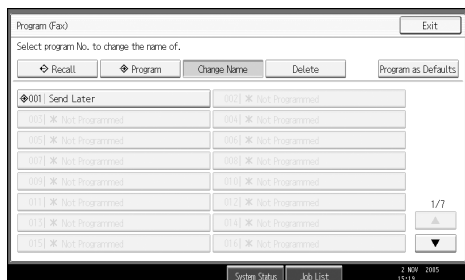 Program (Fax) Exit
Select program No. to change the name of.
Recall Program Change Name Delete Program as Defaults
001 Send Later 002 Not Programmed
003 Not Programmed 004 Not Programmed
005 Not Programmed 006 Not Programmed
007 Not Programmed 008 Not Programmed
009 Not Programmed 010 Not Programmed
011 Not Programmed 012 Not Programmed
1/7
013 Not Programmed 014 Not Programmed
015 Not Programmed 016 Not Programmed
System Status Job List 2 NOV 2005
15:19